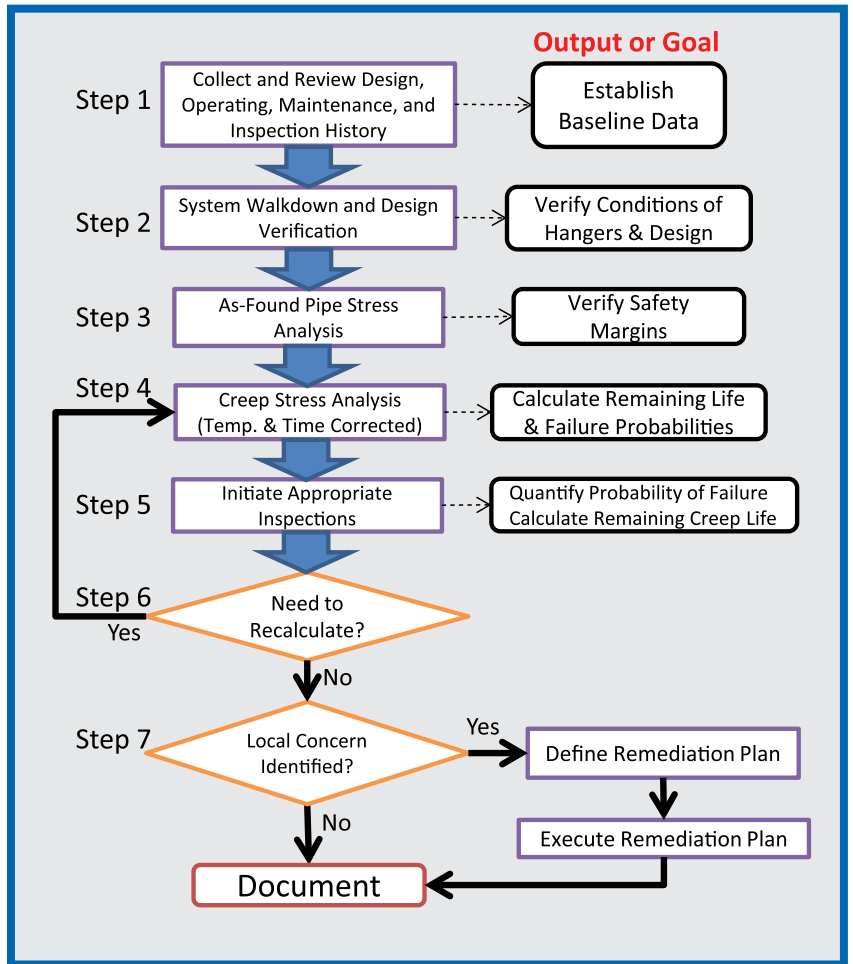 Output or Goal
Step 1
Collect and Review Design,
Operating, Maintenance, and
Inspection History
Establish
Baseline Data
Step 2
System Walkdown and Design
Verification
Verify Conditions of
Hangers & Design
Step 3
As-Found Pipe Stress
Analysis
Verify Safety
Margins
Step 4
Creep Stress Analysis
(Temp. & Time Corrected)
Calculate Remaining Life
& Failure Probabilities
Step 5
Initiate Appropriate
Inspections
Quantify Probability of Failure
Calculate Remaining Creep Life
Step 6
Need to
Recalculate?
Yes
No
Step 7
Local Concern
Identified?
Yes
Define Remediation Plan
No
Execute Remediation Plan
Document